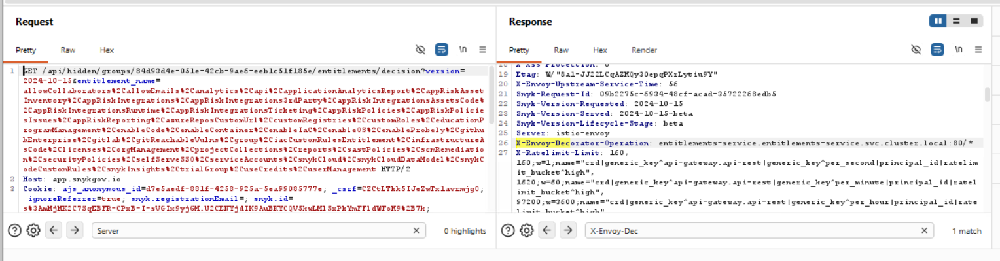 Request
Pretty Raw Hex
\n
1 GET /api/hidden/groups/84d93d4e-051e-42cb-9ae6-eeb1c51f185e/entitlements/decision?version=
2024-10-15&entitlement_name=
allowCollaborators%2CallowEmails%2Canalytics%2Capi%2CapplicationAnalyticsReport%2CappRiskAsset
Inventory%2CappRiskIntegrations%2CappRiskIntegrations3rdParty%2CappRiskIntegrationsAssetsCode%
2CappRiskIntegrationsRuntime%2CappRiskIntegrationsTicketing%2CappRiskPolicies%2CappRiskPolicie
sIssues%2CappRiskReporting%2CazureReposCustomUrl%2CcustomRegistries%2CcustomRoles%2CeducationP
rogramManagement%2CenableCode%2CenableContainer%2CenableIaC%2CenableOS%2CenableProbely%2Cgithu
bEnterprise%2Cgitlab%2CgitReachableVulns%2Cgroup%2CiacCustomRulesEntitlement%2CinfrastructureA
sCode%2Clicenses%2CorgManagement%2CprojectCollections%2Creports%2CsastPolicies%2CscmRemediatio
n%2CsecurityPolicies%2CselfServeSSO%2CserviceAccounts%2CsnykCloud%2CsnykCloudDataModel%2CsnykC
odeCustomRules%2CsnykInsights%2CtrialGroup%2CuseCredits%2CuserManagement HTTP/2
2 Host: app.snykgov.io
3 Cookie: ajs_anonymous_id=d7e5aedf-881f-4258-925a-5ea99085777e; _csrf=CZCtLTkk5IJeZwTxlavrmjg0;
ignoreReferrer=true; snyk.registrationEmail=; snyk.id=
Server
0 highlights
Response
Pretty Raw Hex Render
\n
19 Etag: W/"8a1-JJ22LCqAZHQy30epqPXrLytiu9Y"
20 X-Envoy-Upstream-Service-Time: 56
21 Snyk-Request-Id: 09b2275c-6934-48cf-acad-35722268edb5
22 Snyk-Version-Requested: 2024-10-15
23 Snyk-Version-Served: 2024-10-15~beta
24 Snyk-Version-Lifecycle-Stage: beta
25 Server: istio-envoy
26 X-Envoy-Decorator-Operation: entitlements-service.entitlements-service.svc.cluster.local:80/*
27 X-Ratelimit-Limit: 160,
160;w=1;name="crd|generic_key^api-gateway.api-rest|generic_key^per_second|principal_id|ratelim
it_bucket^high",
1620;w=60;name="crd|generic_key^api-gateway.api-rest|generic_key^per_minute|principal_id|ratel
imit_bucket^high",
97200;w=3600;name="crd|generic_key^api-gateway.api-rest|generic_key^per_hour|principal_id|rate
limit_bucket^high"
X-Envoy-Dec
1 match